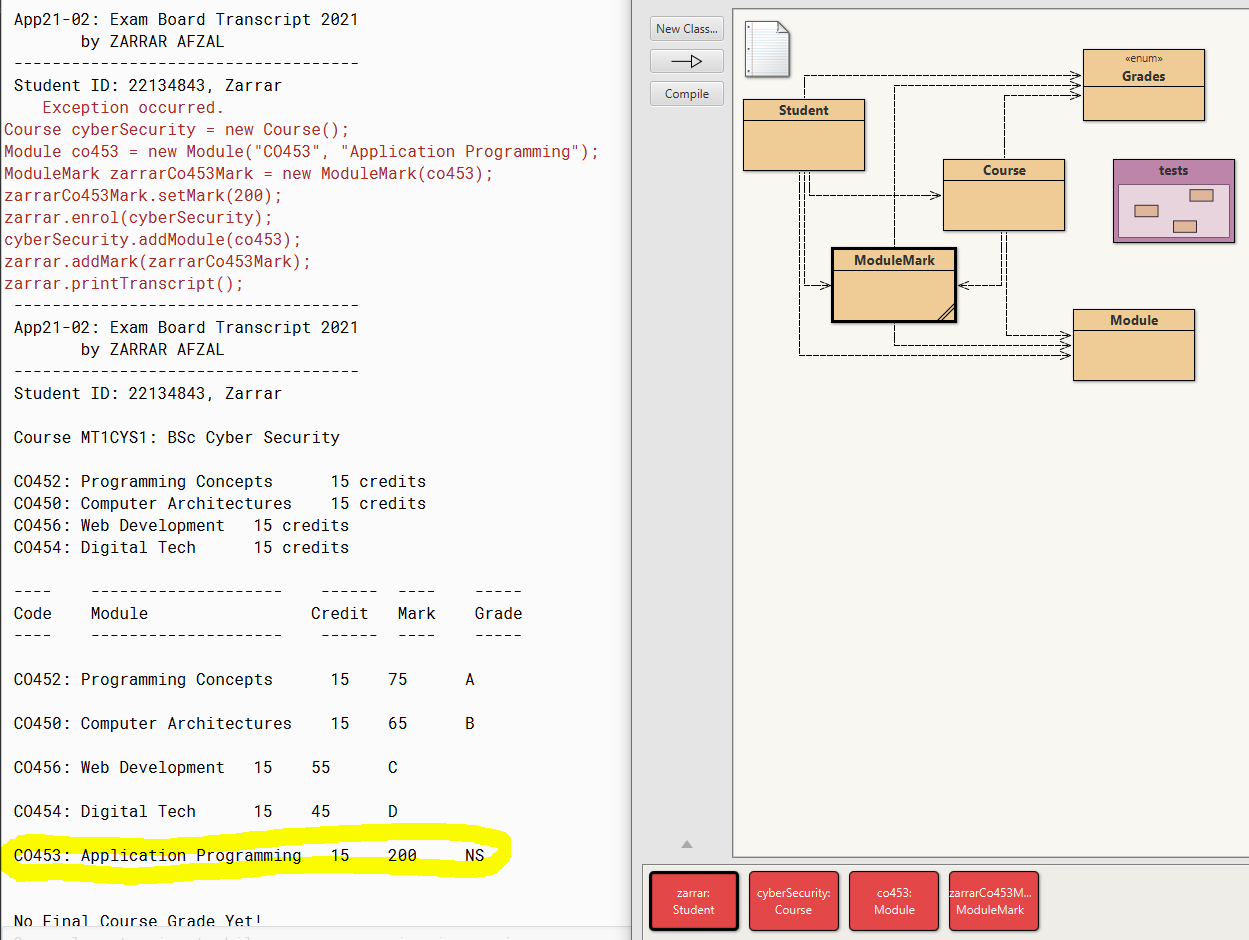 App21-02: Exam Board Transcript 2021
by ZARRAR AFZAL
------------------------------------
Student ID: 22134843, Zarrar
Exception occurred.
Course cyberSecurity = new Course();
Module co453 = new Module("CO453", "Application Programming");
ModuleMark zarrarCo453Mark = new ModuleMark(co453);
zarrarCo453Mark.setMark(200);
zarrar.enrol(cyberSecurity);
cyberSecurity.addModule(co453);
zarrar.addMark(zarrarCo453Mark);
zarrar.printTranscript();
------------------------------------
App21-02: Exam Board Transcript 2021
by ZARRAR AFZAL
------------------------------------
Student ID: 22134843, Zarrar
Course MT1CYS1: BSc Cyber Security
CO452: Programming Concepts 15 credits
CO450: Computer Architectures 15 credits
CO456: Web Development 15 credits
CO454: Digital Tech 15 credits
---- -------------------- ------ ---- -----
Code Module Credit Mark Grade
---- -------------------- ------ ---- -----
CO452: Programming Concepts 15 75 A
CO450: Computer Architectures 15 65 B
CO456: Web Development 15 55 C
CO454: Digital Tech 15 45 D
CO453: Application Programming 15 200 NS
No Final Course Grade Yet!
New Class...
Compile
Student
«enum»
Grades
Course
tests
ModuleMark
Module
zarrar:
Student
cyberSecurity:
Course
co453:
Module
zarrarCo453M...
ModuleMark